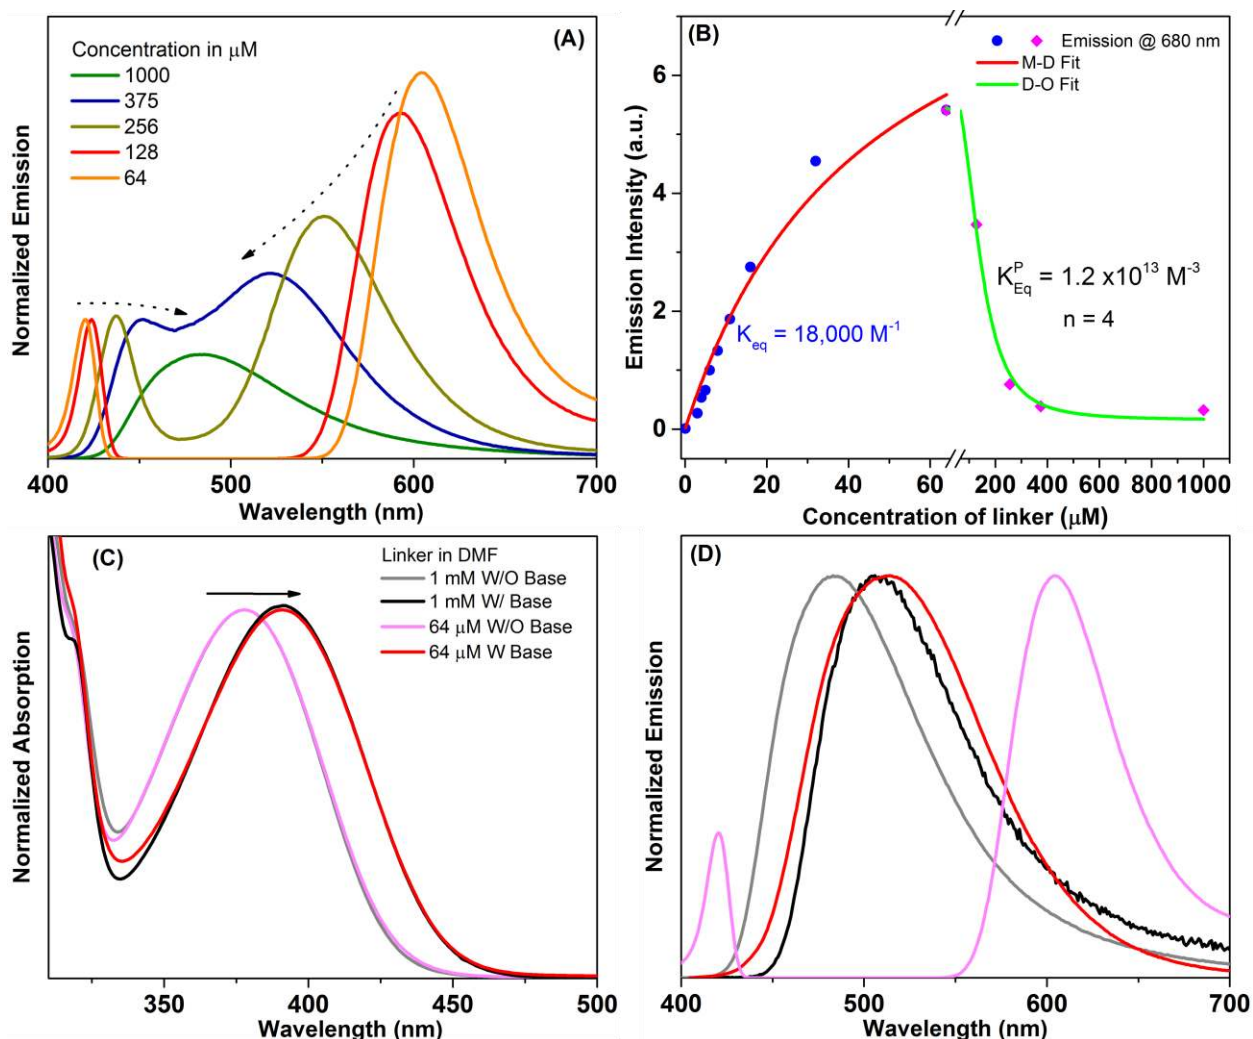 (A)
Concentration in μM
1000
375
256
128
64
Normalized Emission
400 500 600 700
Wavelength (nm)
(B)
Emission @ 680 nm
M-D Fit
D-O Fit
Emission Intensity (a.u.)
6
4
2
0
K_eq = 18,000 M⁻¹
K^P_Eq = 1.2 x10¹³ M⁻³
n = 4
0 20 40 60 200 400 600 800 1000
Concentration of linker (μM)
(C)
Linker in DMF
1 mM W/O Base
1 mM W/ Base
64 μM W/O Base
64 μM W Base
Normalized Absorption
350 400 450 500
Wavelength (nm)
(D)
Normalized Emission
400 500 600 700
Wavelength (nm)